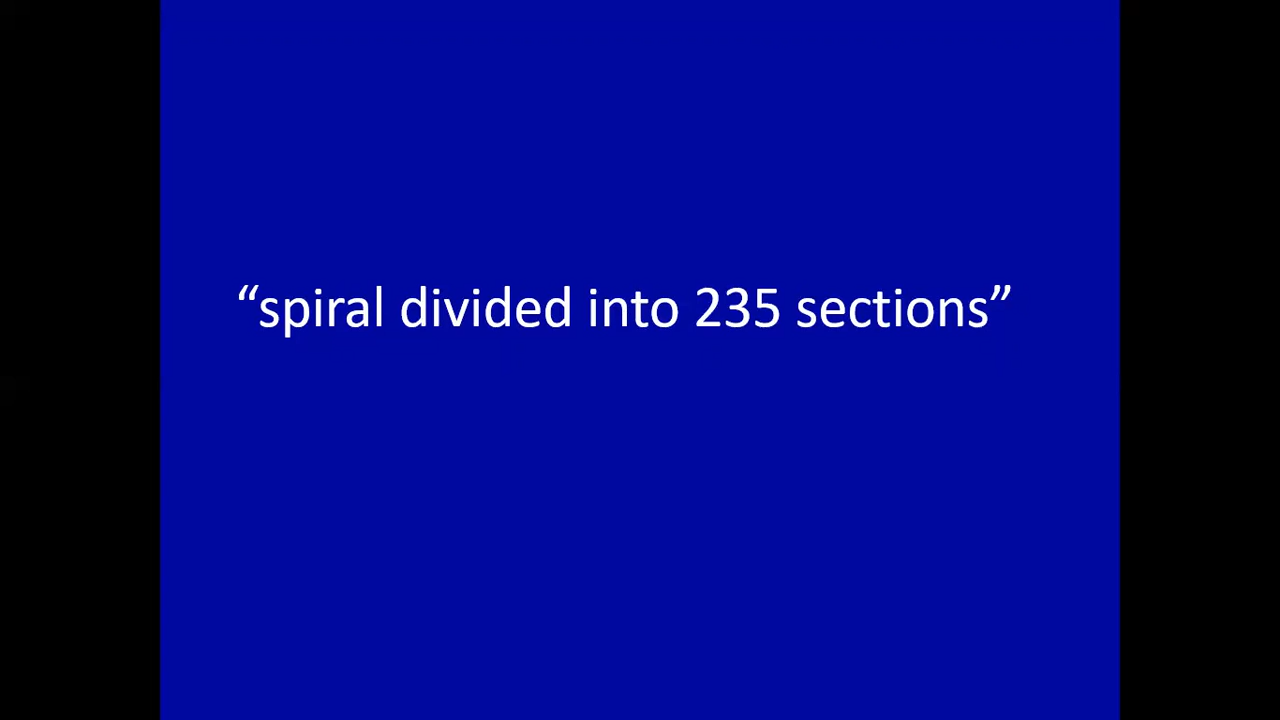 “spiral divided into 235 sections”